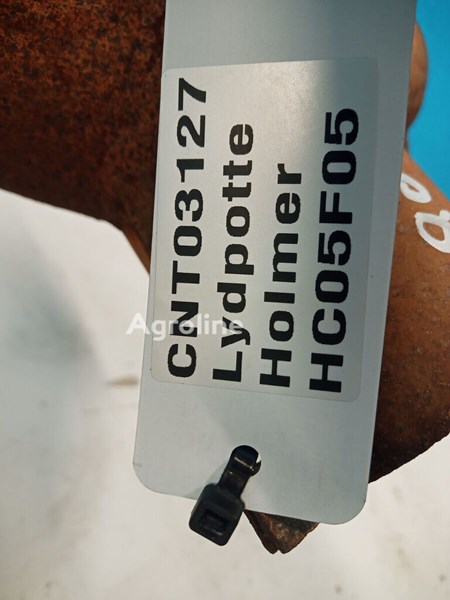 CNT03127
Lydpotte
Holmer
HC05F05
Agroline